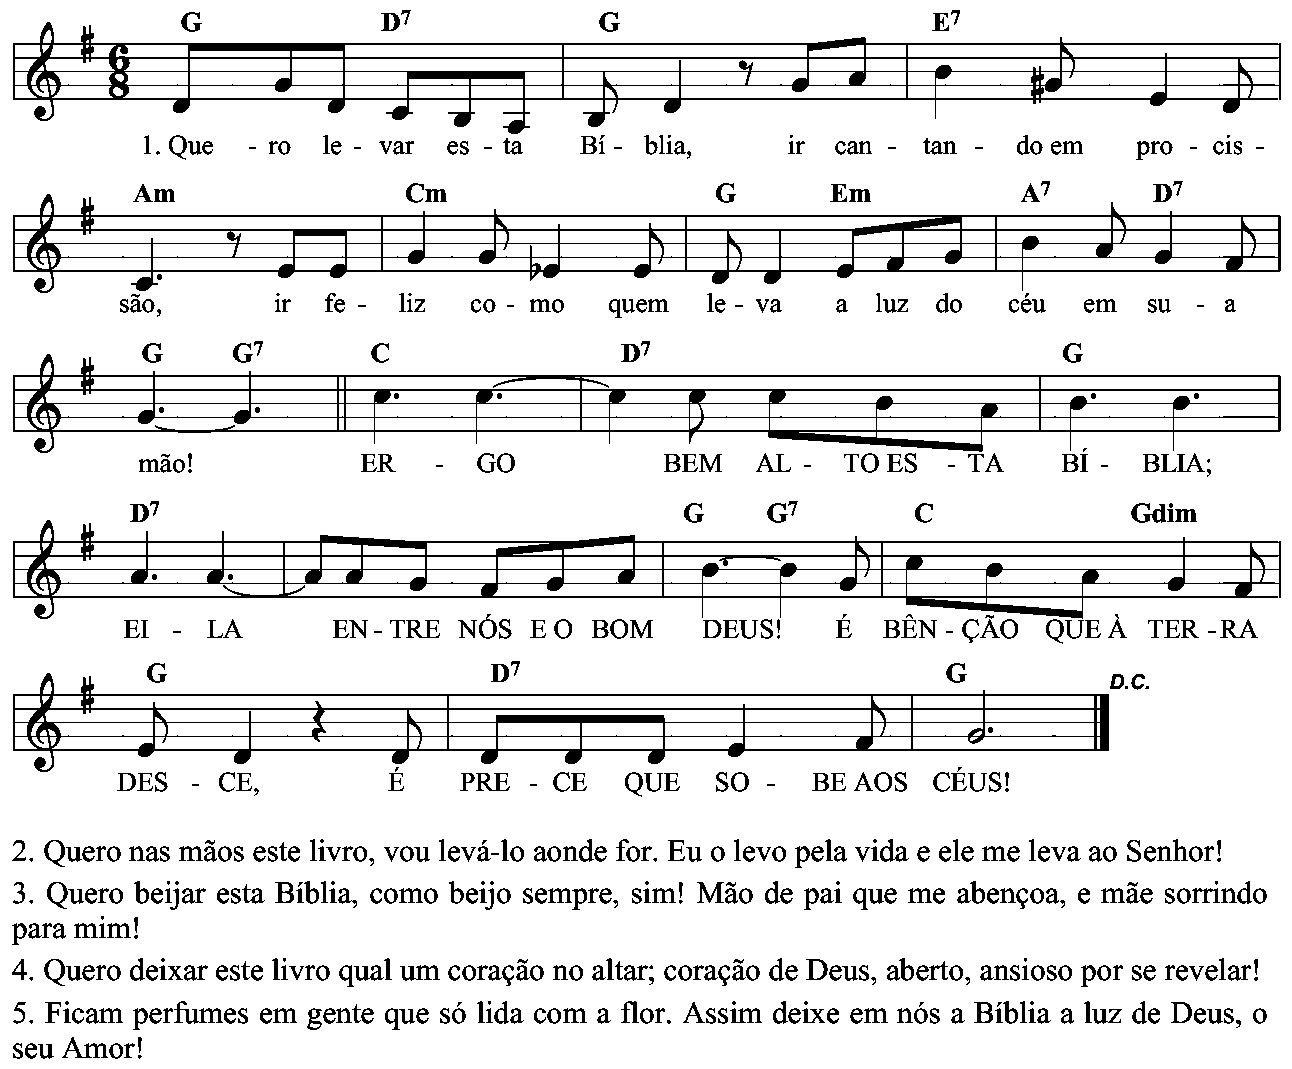 G D7 G E7
6
8
1. Que - ro le - var es - ta Bí - blia, ir can - tan - do em pro - cis -
Am Cm G Em A7 D7
são, ir fe - liz co - mo quem le - va a luz do céu em su - a
G G7 C D7 G
mão! ER - GO BEM AL - TO ES - TA BÍ - BLIA;
D7 G G7 C Gdim
EI - LA EN - TRE NÓS E O BOM DEUS! É BÊN - ÇÃO QUE À TER - RA
G D7 G D.C.
DES - CE, É PRE - CE QUE SO - BE AOS CÉUS!
2. Quero nas mãos este livro, vou levá-lo aonde for. Eu o levo pela vida e ele me leva ao Senhor!
3. Quero beijar esta Bíblia, como beijo sempre, sim! Mão de pai que me abençoa, e mãe sorrindo
para mim!
4. Quero deixar este livro qual um coração no altar; coração de Deus, aberto, ansioso por se revelar!
5. Ficam perfumes em gente que só lida com a flor. Assim deixe em nós a Bíblia a luz de Deus, o
seu Amor!